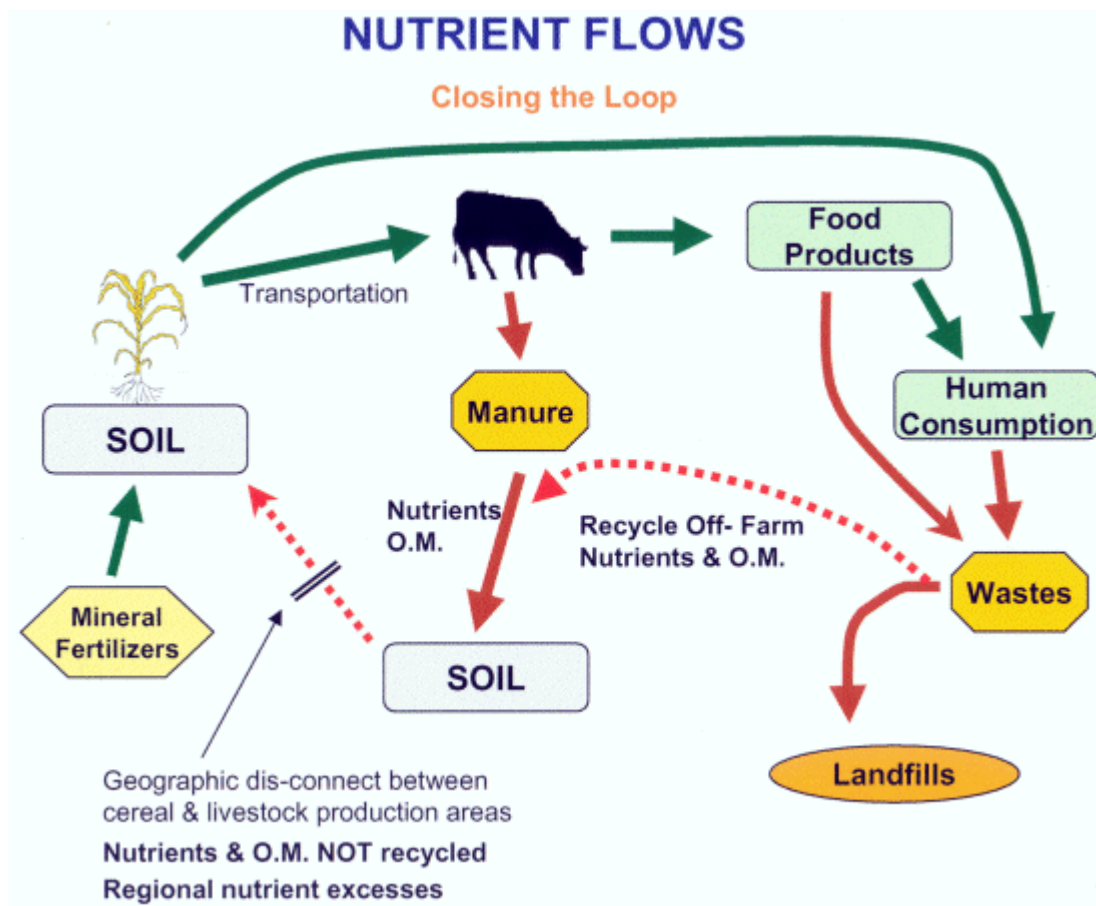 NUTRIENT FLOWS
Closing the Loop
Food
Products
Transportation
Human
Consumption
Manure
SOIL
Nutrients
O.M.
Recycle Off- Farm
Nutrients & O.M.
Wastes
Mineral
Fertilizers
SOIL
Landfills
Geographic dis-connect between
cereal & livestock production areas
Nutrients & O.M. NOT recycled
Regional nutrient excesses